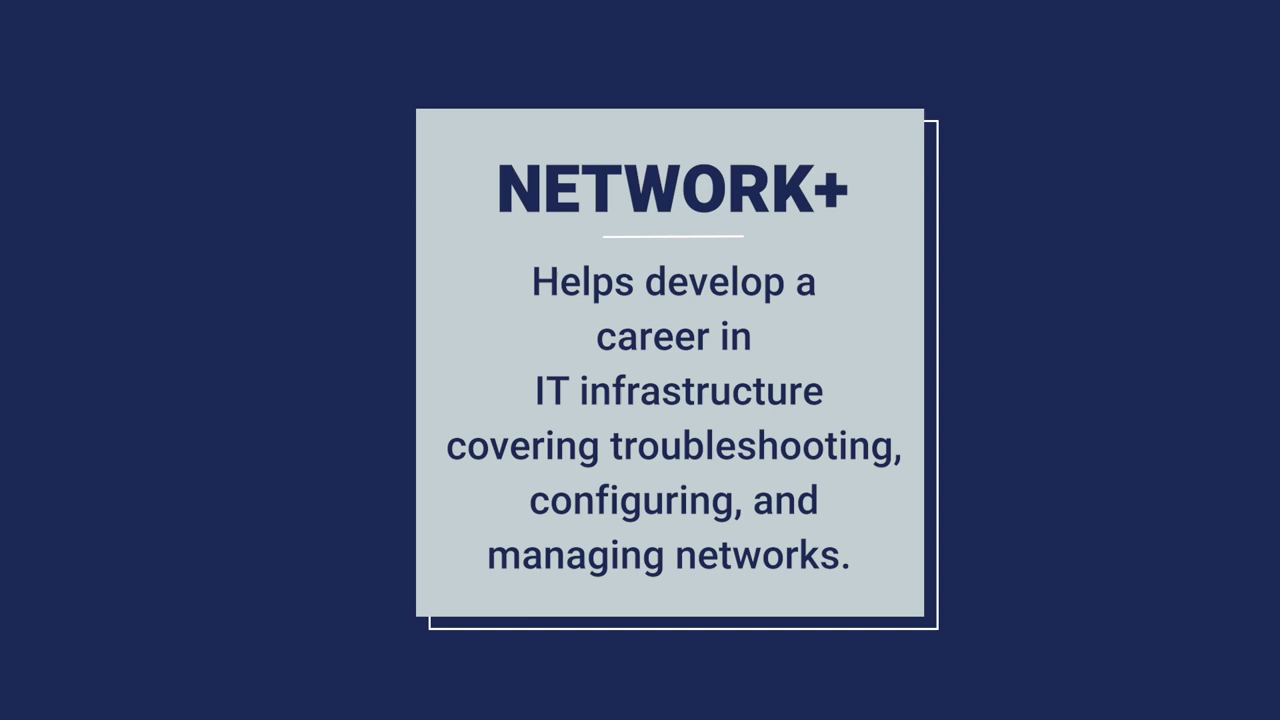 NETWORK+
Helps develop a
career in
IT infrastructure
covering troubleshooting,
configuring, and
managing networks.